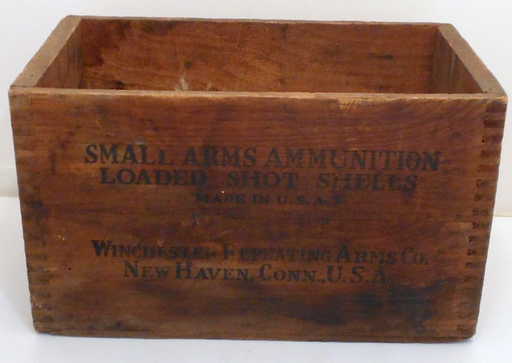 SMALL ARMS AMMUNITION
LOADED SHOT SHELLS
MADE IN U.S.A.
WINCHESTER REPEATING ARMS CO.
NEW HAVEN, CONN., U.S.A.